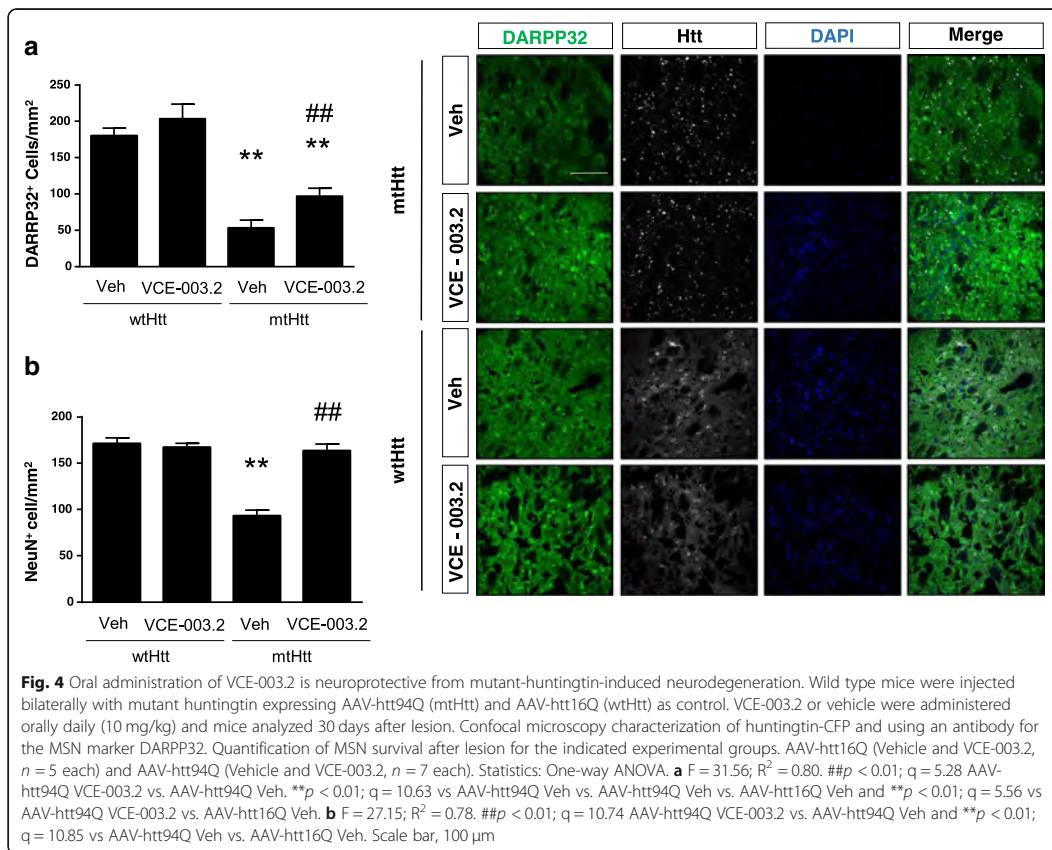 a
DARRP32⁺ Cells/mm²
250
200
150
100
50
0
**
##
**
Veh
VCE-003.2
Veh
VCE-003.2
wtHtt
mtHtt
b
NeuN⁺ cell/mm²
200
150
100
50
0
**
##
Veh
VCE-003.2
Veh
VCE-003.2
wtHtt
mtHtt
DARPP32
Htt
DAPI
Merge
mtHtt
Veh
VCE - 003.2
wtHtt
Veh
VCE - 003.2
Fig. 4 Oral administration of VCE-003.2 is neuroprotective from mutant-huntingtin-induced neurodegeneration. Wild type mice were injected
bilaterally with mutant huntingtin expressing AAV-htt94Q (mtHtt) and AAV-htt16Q (wtHtt) as control. VCE-003.2 or vehicle were administered
orally daily (10 mg/kg) and mice analyzed 30 days after lesion. Confocal microscopy characterization of huntingtin-CFP and using an antibody for
the MSN marker DARPP32. Quantification of MSN survival after lesion for the indicated experimental groups. AAV-htt16Q (Vehicle and VCE-003.2,
n = 5 each) and AAV-htt94Q (Vehicle and VCE-003.2, n = 7 each). Statistics: One-way ANOVA. a F = 31.56; R² = 0.80. ##p < 0.01; q = 5.28 AAV-
htt94Q VCE-003.2 vs. AAV-htt94Q Veh. **p < 0.01; q = 10.63 vs AAV-htt94Q Veh vs. AAV-htt94Q Veh vs. AAV-htt16Q Veh and **p < 0.01; q = 5.56 vs
AAV-htt94Q VCE-003.2 vs. AAV-htt16Q Veh. b F = 27.15; R² = 0.78. ##p < 0.01; q = 10.74 AAV-htt94Q VCE-003.2 vs. AAV-htt94Q Veh and **p < 0.01;
q = 10.85 vs AAV-htt94Q Veh vs. AAV-htt16Q Veh. Scale bar, 100 μm